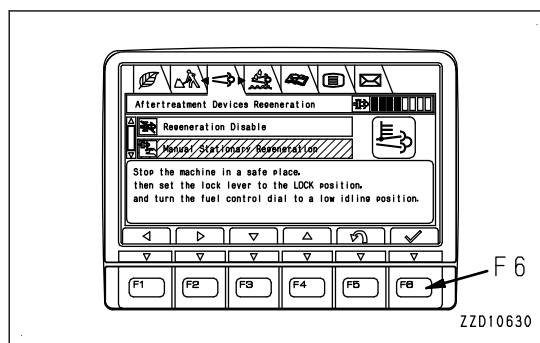 Aftertreatment Devices Regeneration
Regeneration Disable
Manual Stationary Regeneration
Stop the machine in a safe place,
then set the lock lever to the LOCK position,
and turn the fuel control dial to a low idling position.
F1 F2 F3 F4 F5 F6
F6
ZZD10630